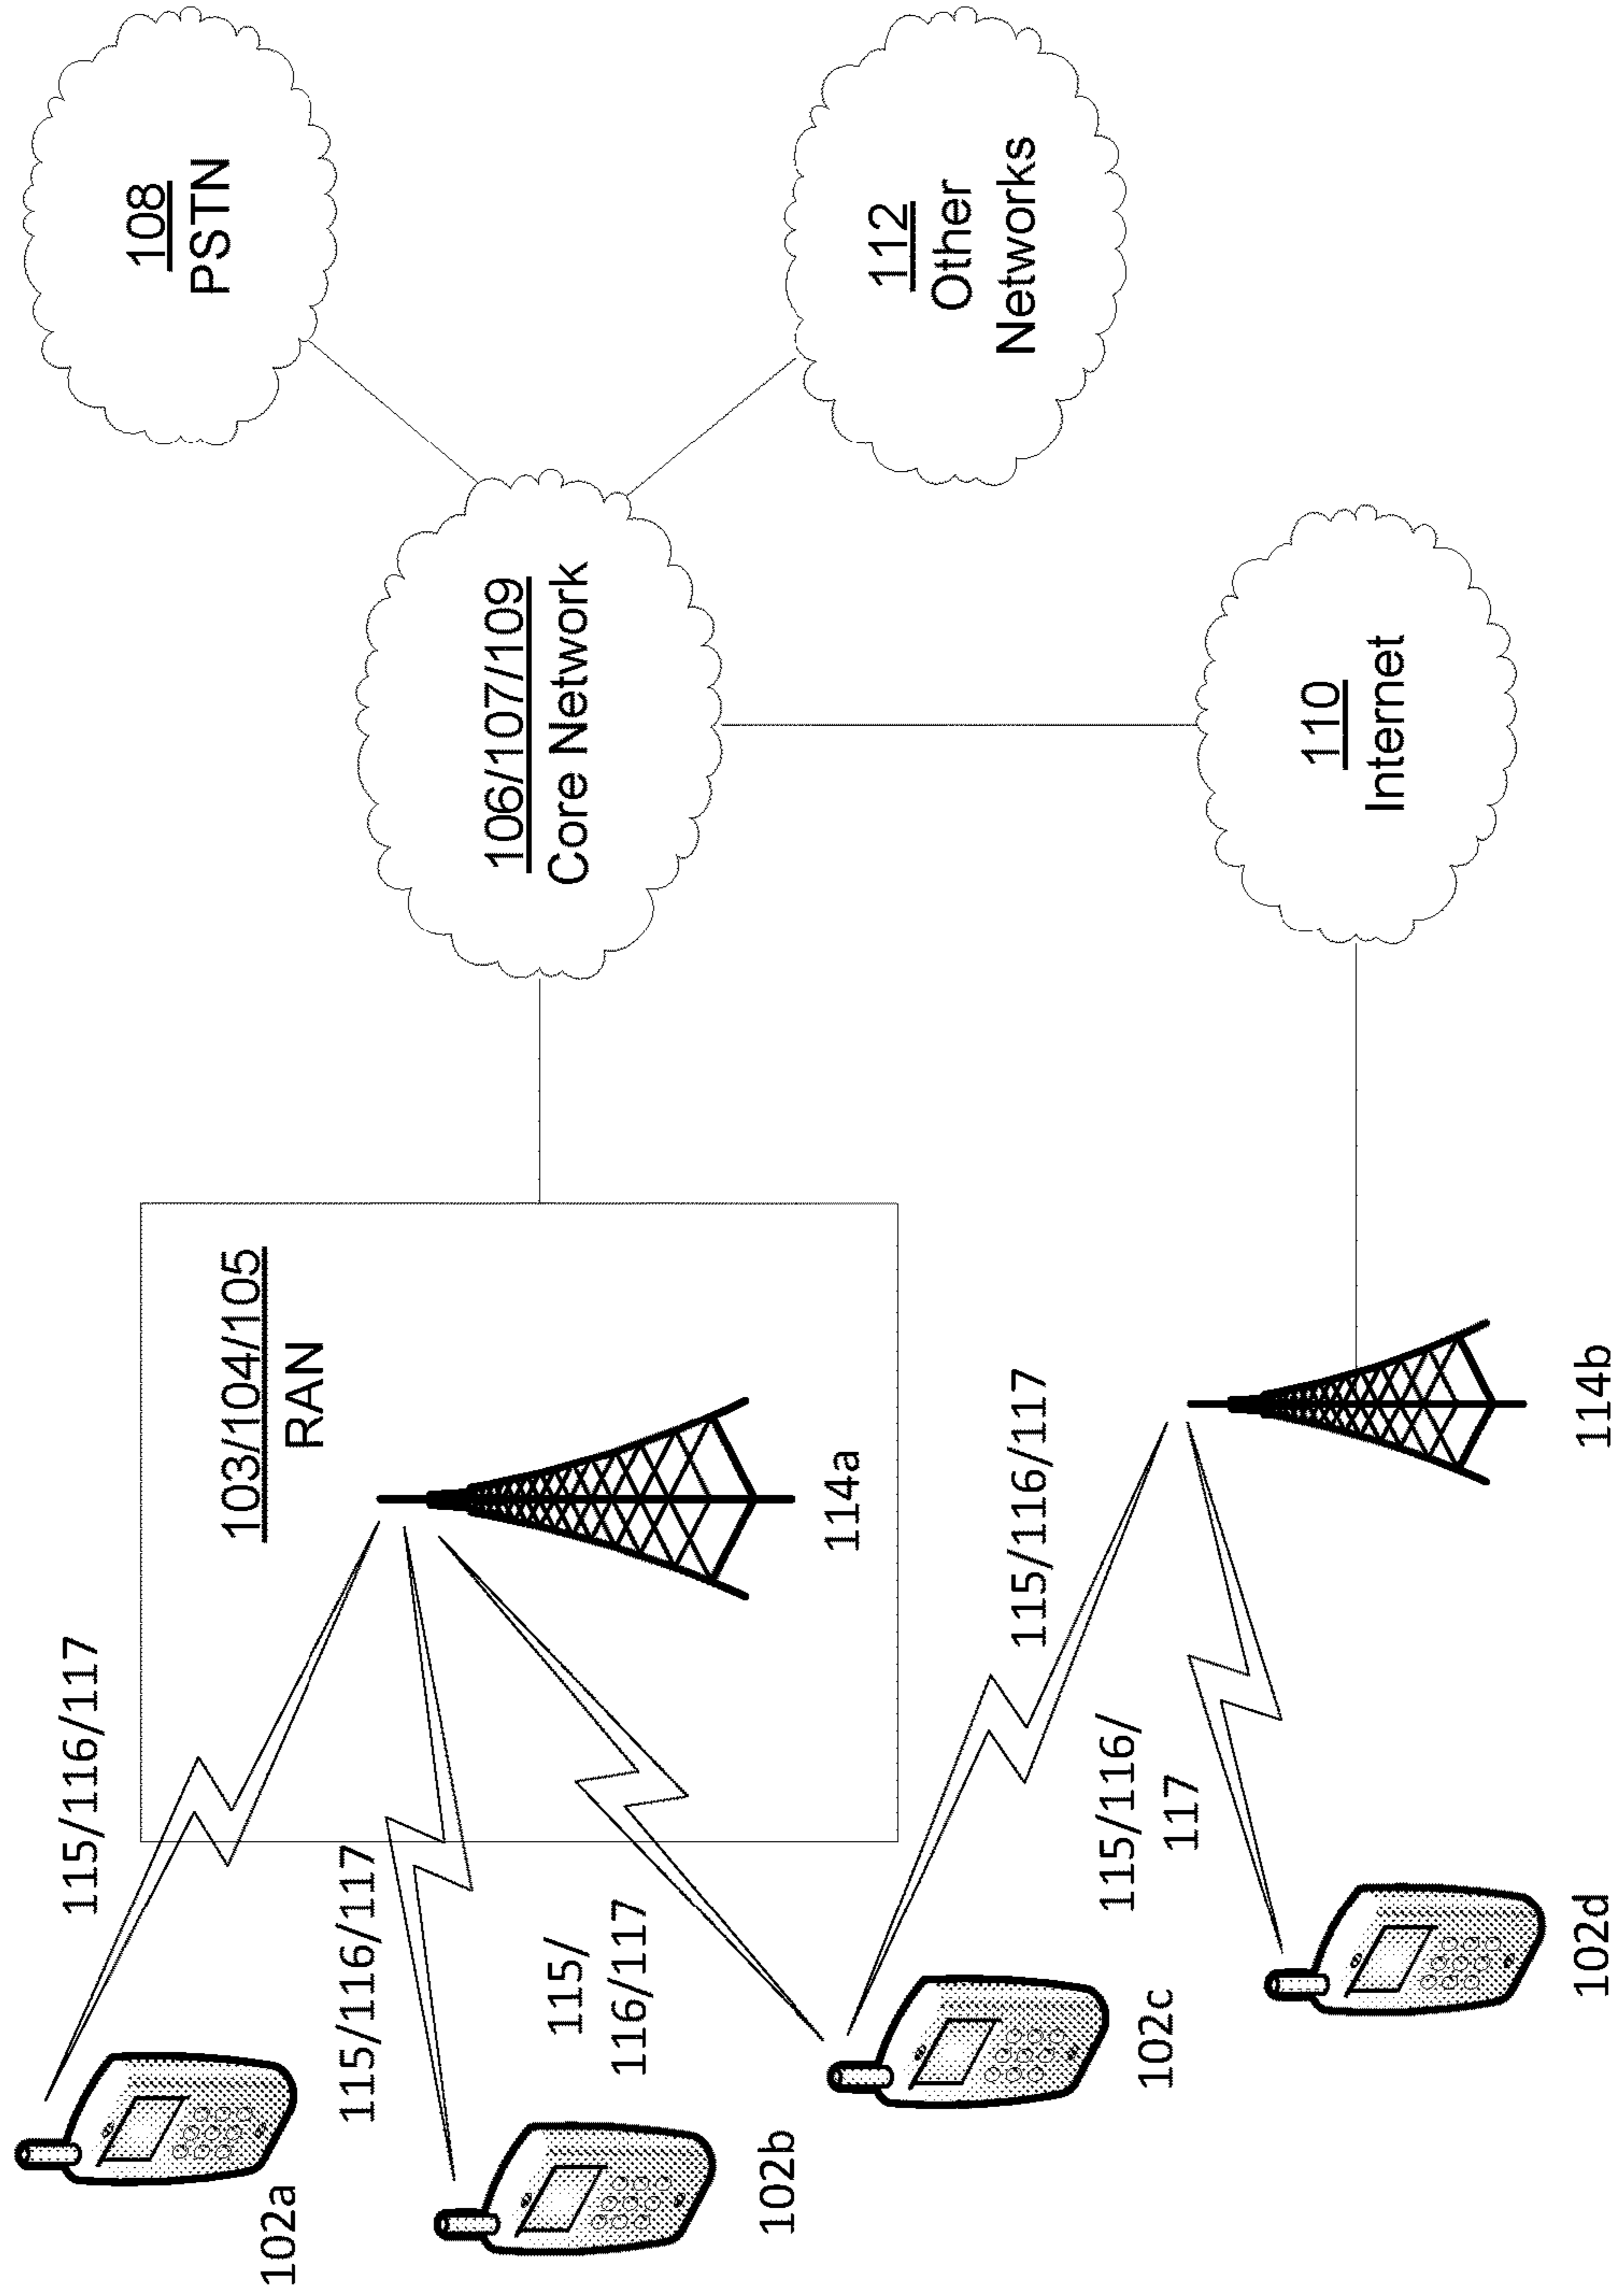 115/116/117
103/104/105
RAN
102a
115/116/117
114a
102b
115/
116/117
106/107/109
Core Network
108
PSTN
112
Other
Networks
115/116/117
102c
115/116/
117
102d
114b
110
Internet